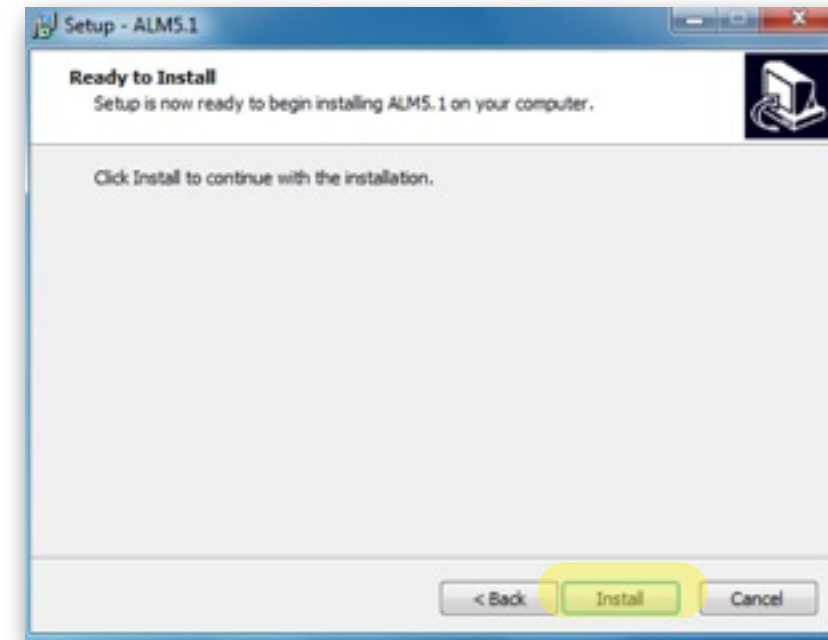 Setup - ALM5.1
Ready to Install
Setup is now ready to begin installing ALM5.1 on your computer.
Click Install to continue with the installation.
< Back
Install
Cancel